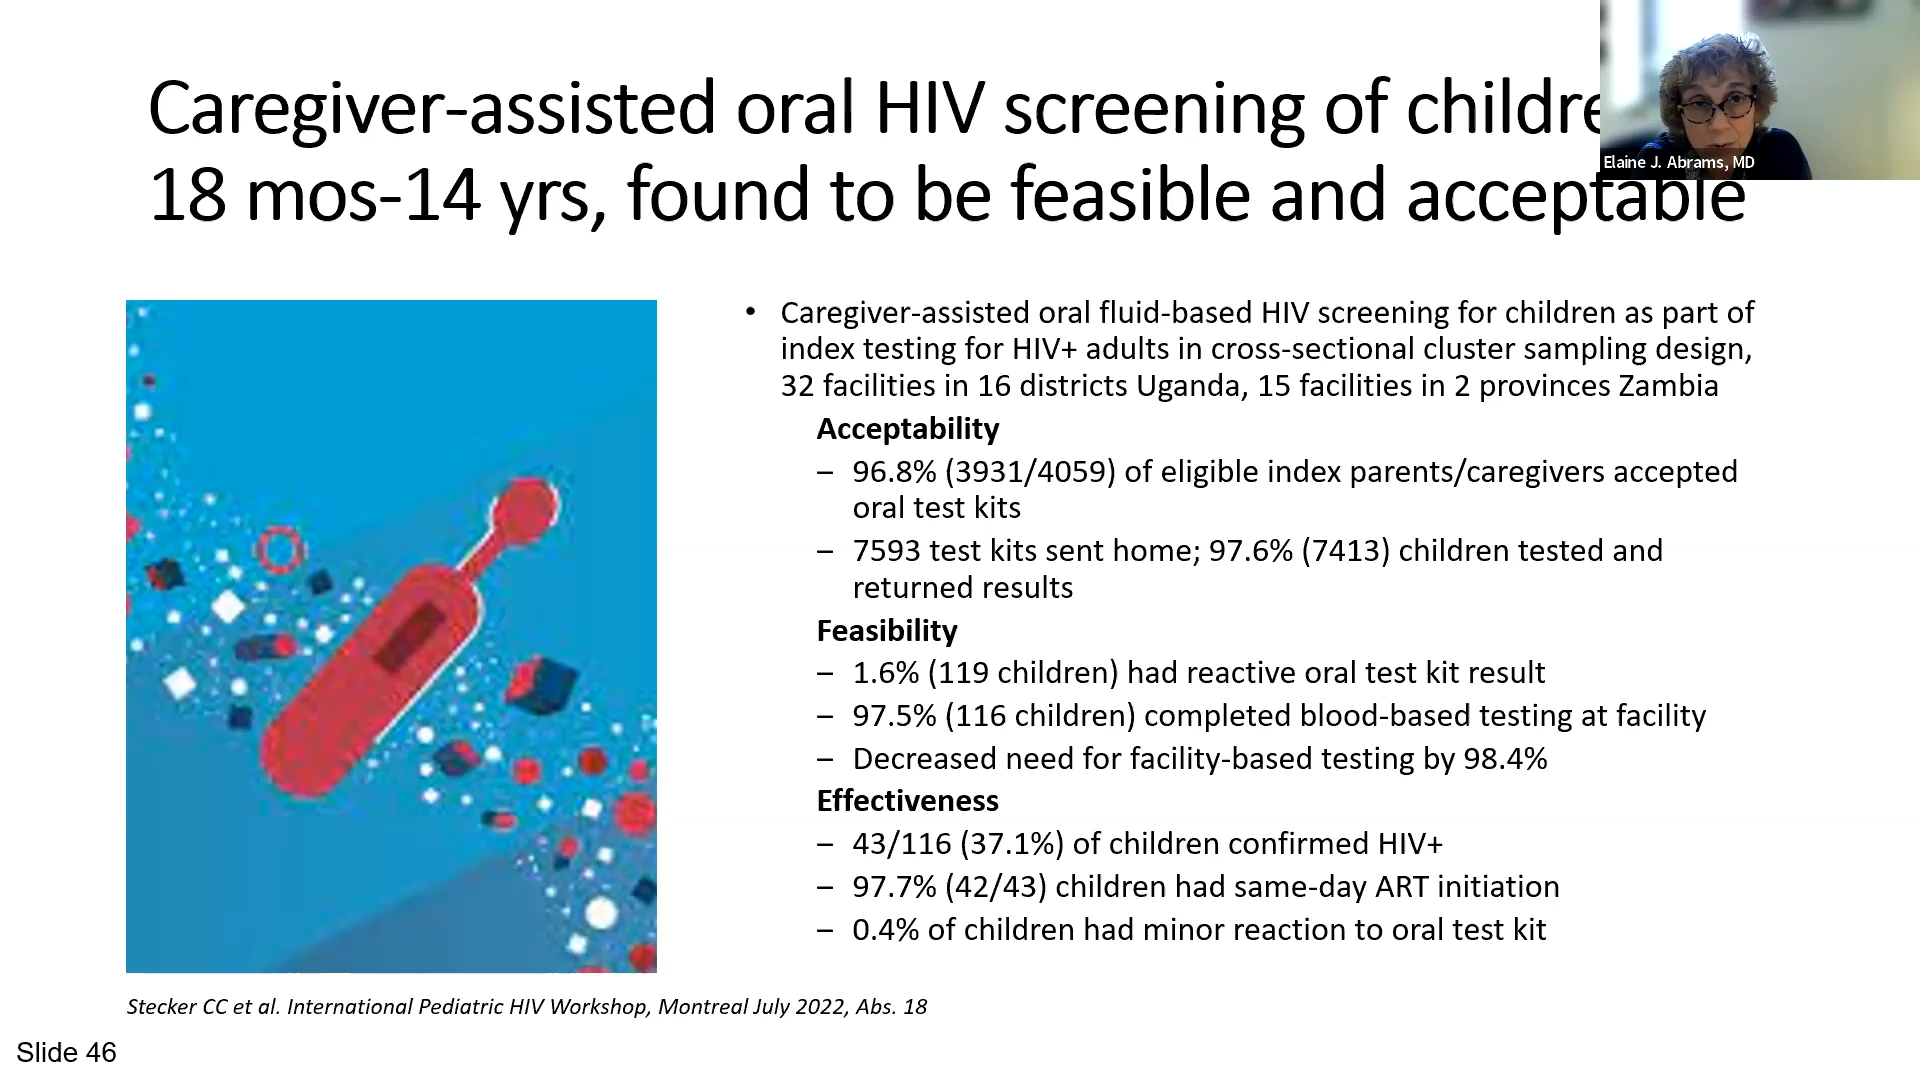 Caregiver-assisted oral HIV screening of childre
18 mos-14 yrs, found to be feasible and acceptable
Elaine J. Abrams, MD
• Caregiver-assisted oral fluid-based HIV screening for children as part of
index testing for HIV+ adults in cross-sectional cluster sampling design,
32 facilities in 16 districts Uganda, 15 facilities in 2 provinces Zambia
Acceptability
– 96.8% (3931/4059) of eligible index parents/caregivers accepted
oral test kits
– 7593 test kits sent home; 97.6% (7413) children tested and
returned results
Feasibility
– 1.6% (119 children) had reactive oral test kit result
– 97.5% (116 children) completed blood-based testing at facility
– Decreased need for facility-based testing by 98.4%
Effectiveness
– 43/116 (37.1%) of children confirmed HIV+
– 97.7% (42/43) children had same-day ART initiation
– 0.4% of children had minor reaction to oral test kit
Stecker CC et al. International Pediatric HIV Workshop, Montreal July 2022, Abs. 18
Slide 46